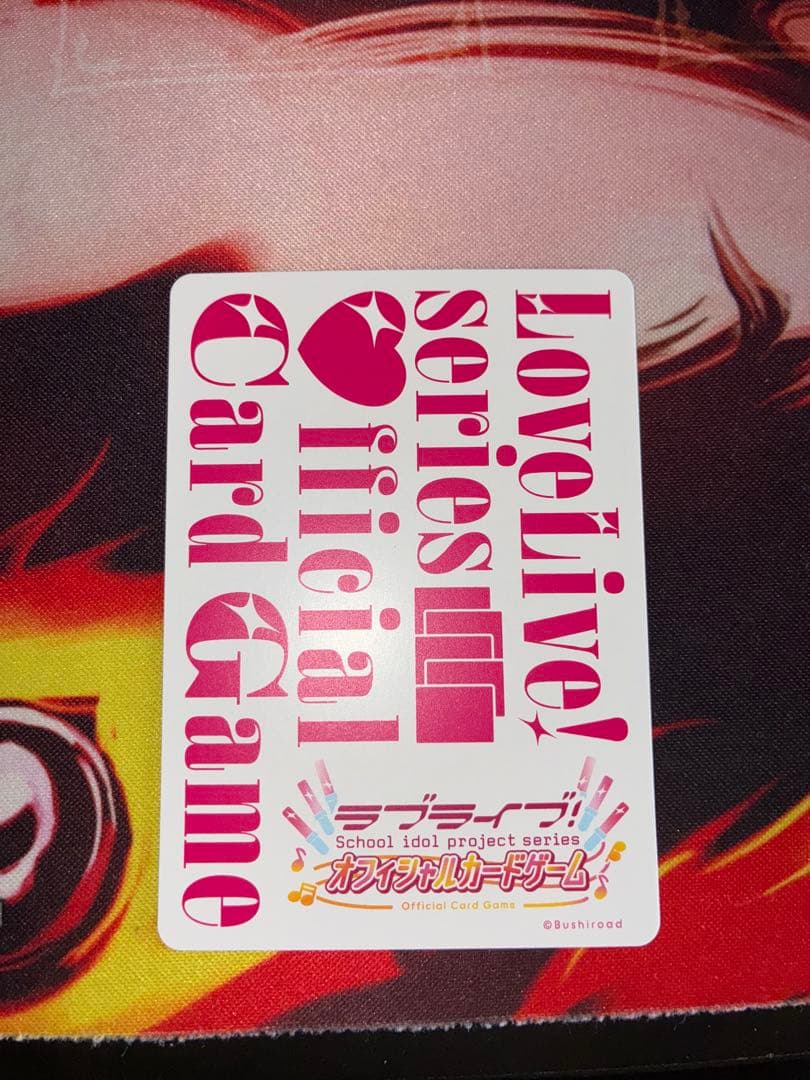 LoveLive!
series
fficial
Card Game
ラブライブ!
School idol project series
オフィシャルカードゲーム
Official Card Game
©Bushiroad